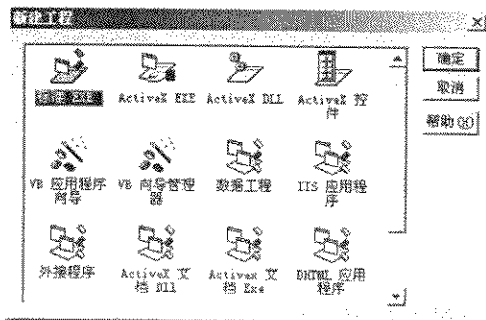 新建工程
确定
取消
帮助(O)
标准 EXE
ActiveX EXE
ActiveX DLL
ActiveX 控
件
VB 应用程序
向导
VB 向导管理
器
数据工程
IIS 应用程
序
外接程序
ActiveX 文
档 Dll
Activex 文
档 Exe
DHTML 应用
程序